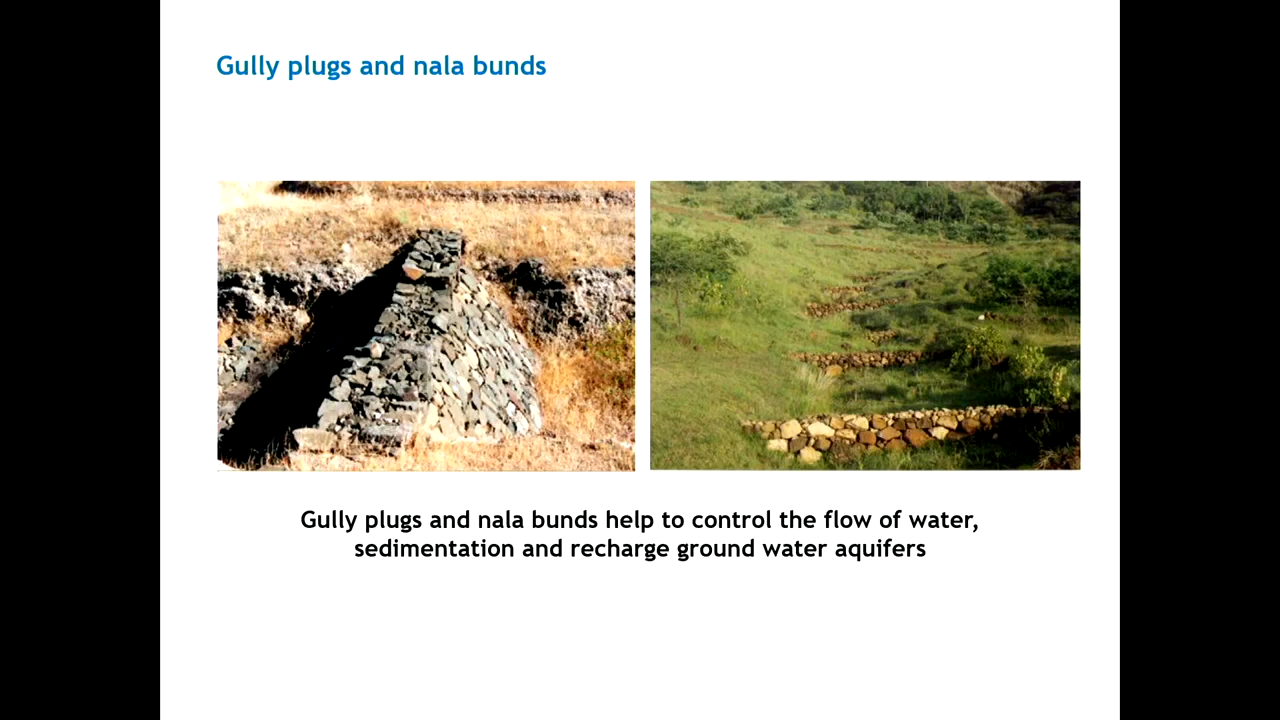 Gully plugs and nala bunds
Gully plugs and nala bunds help to control the flow of water,
sedimentation and recharge ground water aquifers